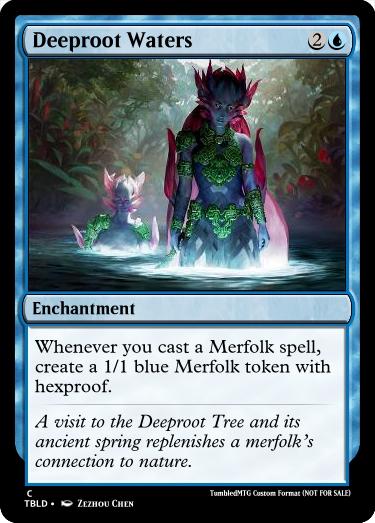 Deeproot Waters 2
Enchantment
Whenever you cast a Merfolk spell,
create a 1/1 blue Merfolk token with
hexproof.
A visit to the Deeproot Tree and its
ancient spring replenishes a merfolk's
connection to nature.
C
TBLD • Zezhou Chen
TumbledMTG Custom Format (NOT FOR SALE)